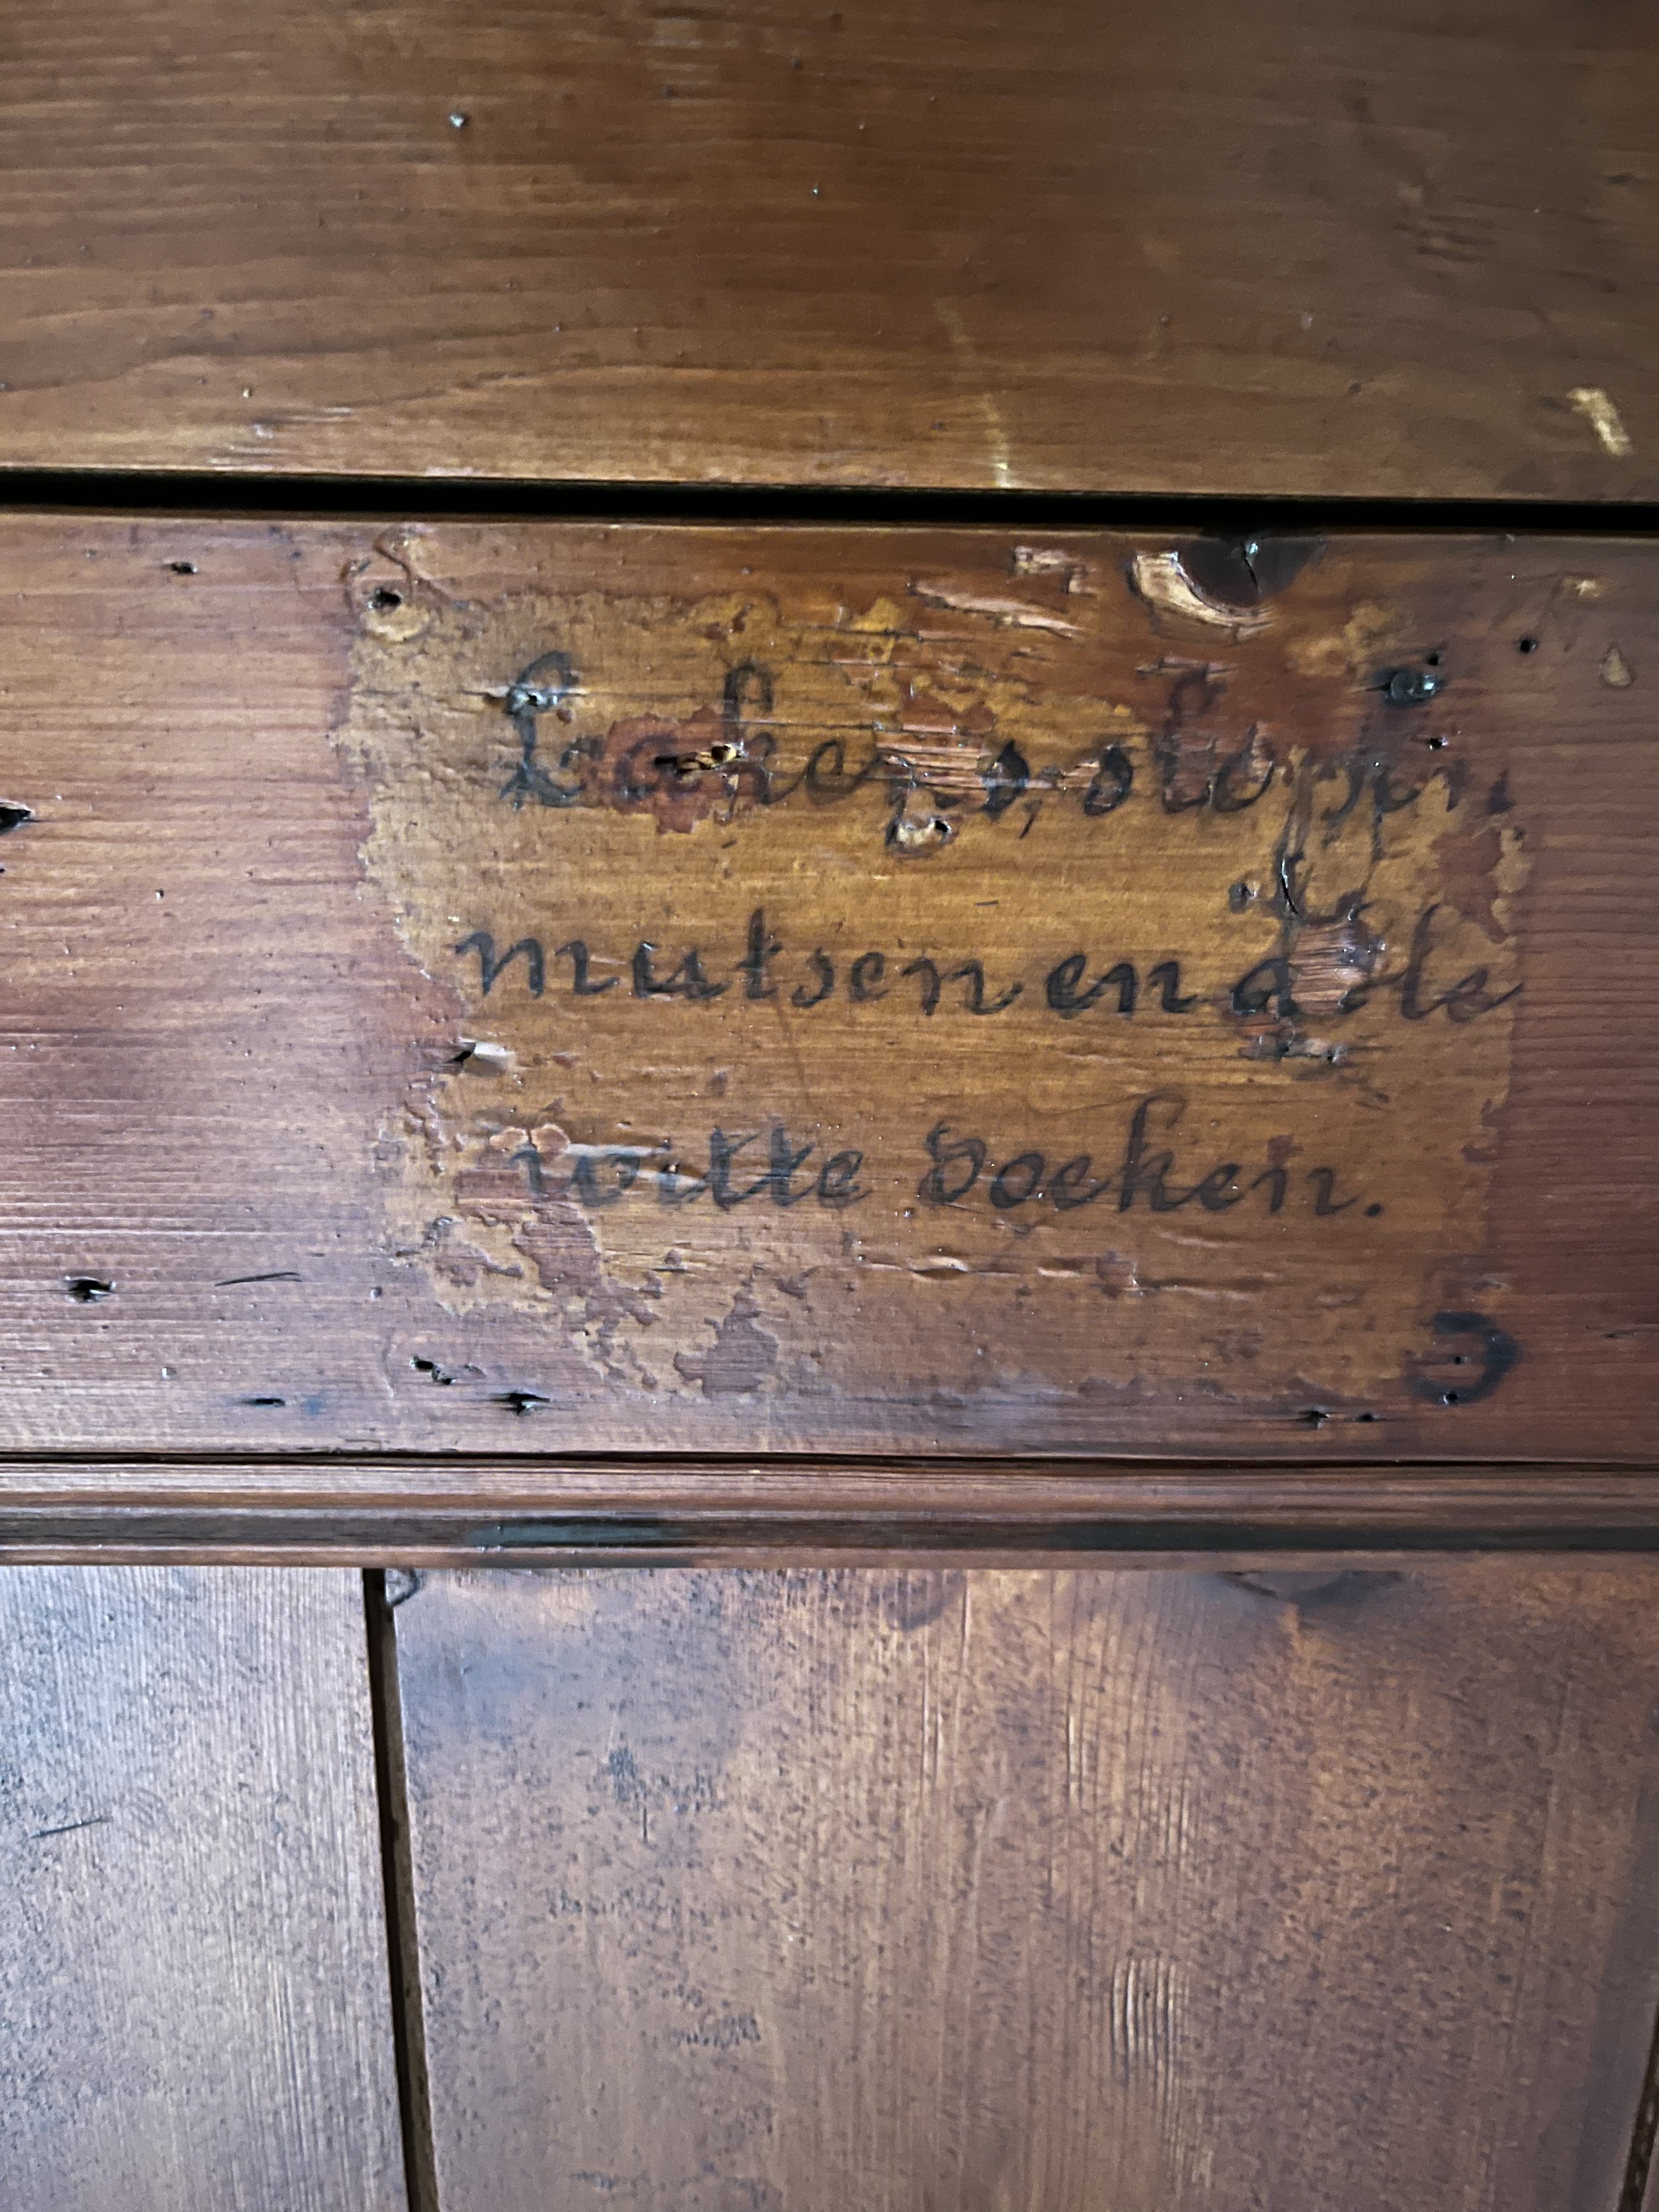 Lakens, sloopen,
mutsen en alle
witte doeken.